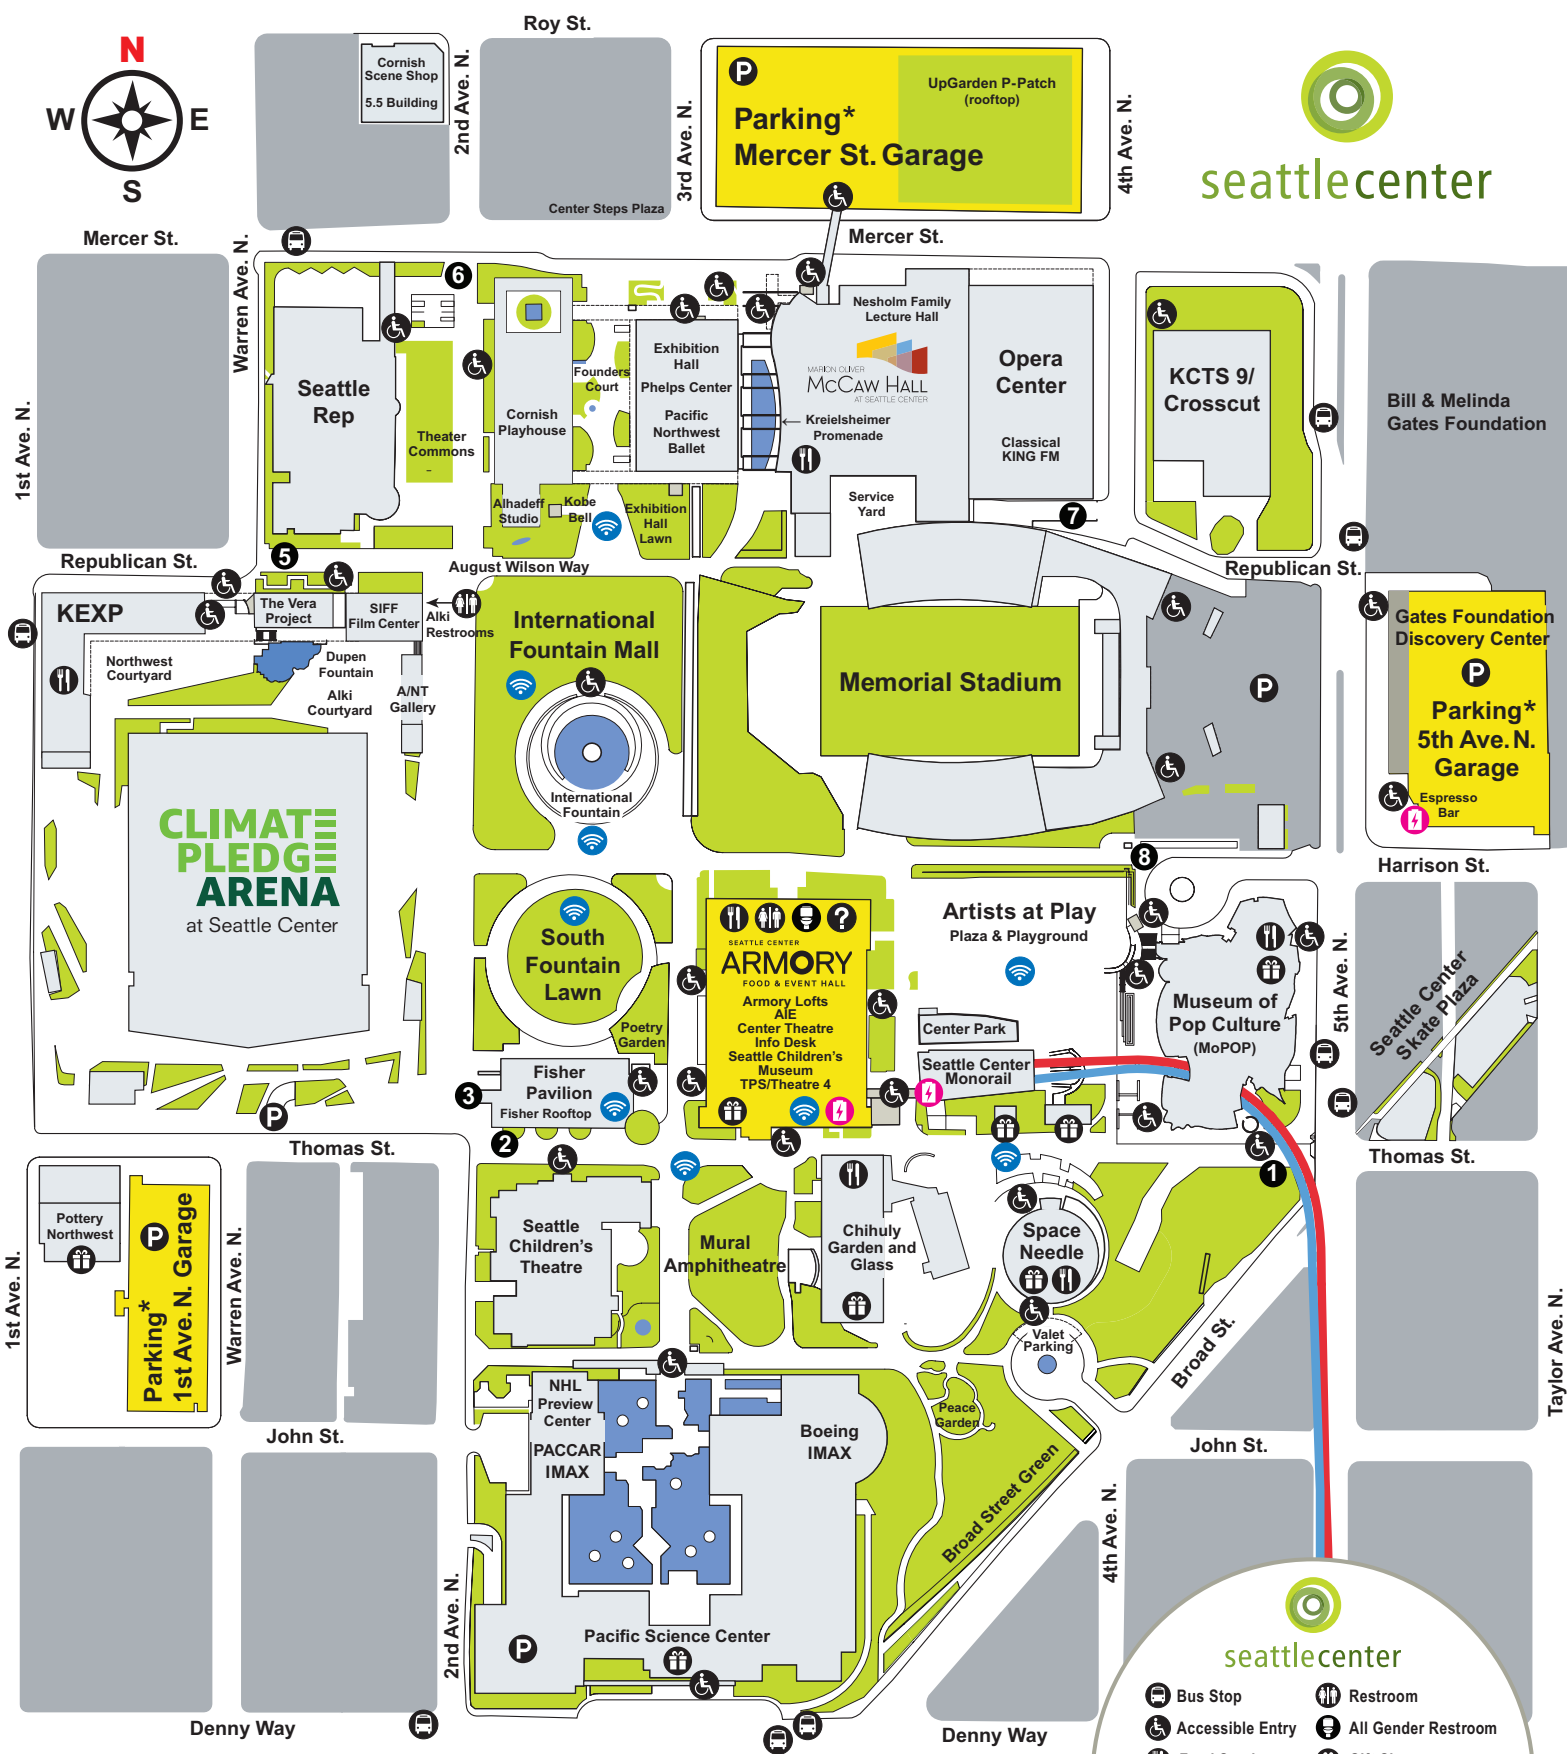 Roy St.
N
W
E
S
Cornish
Scene Shop
5.5 Building
2nd Ave. N.
Center Steps Plaza
3rd Ave. N.
P
Parking*
Mercer St. Garage
UpGarden P-Patch
(rooftop)
4th Ave. N.
seattlecenter
Mercer St.
Mercer St.
Warren Ave. N.
1st Ave. N.
6
Seattle
Rep
Theater
Commons
Cornish
Playhouse
Founders
Court
Exhibition
Hall
Phelps Center
Pacific
Northwest
Ballet
Nesholm Family
Lecture Hall
MARION OLIVER
McCAW HALL
AT SEATTLE CENTER
Kreielsheimer
Promenade
Opera
Center
Classical
KING FM
KCTS 9/
Crosscut
Bill & Melinda
Gates Foundation
Alhadeff
Studio
Kobe
Bell
Exhibition
Hall
Lawn
Service
Yard
7
5
Republican St.
August Wilson Way
Republican St.
KEXP
The Vera
Project
SIFF
Film Center
Alki
Restrooms
Northwest
Courtyard
Dupen
Fountain
Alki
Courtyard
A/NT
Gallery
International
Fountain Mall
International
Fountain
Memorial Stadium
P
Gates Foundation
Discovery Center
P
Parking*
5th Ave. N.
Garage
Espresso
Bar
CLIMATE
PLEDGE
ARENA
at Seattle Center
8
Harrison St.
South
Fountain
Lawn
Poetry
Garden
?
SEATTLE CENTER
ARMORY
FOOD & EVENT HALL
Armory Lofts
AIE
Center Theatre
Info Desk
Seattle Children's
Museum
TPS/Theatre 4
Artists at Play
Plaza & Playground
Center Park
Seattle Center
Monorail
Museum of
Pop Culture
(MoPOP)
5th Ave. N.
Seattle Center
Skate Plaza
Fisher
Pavilion
Fisher Rooftop
3
2
P
Thomas St.
1
Thomas St.
Pottery
Northwest
P
Parking*
1st Ave. N. Garage
1st Ave. N.
Warren Ave. N.
Seattle
Children's
Theatre
Mural
Amphitheatre
Chihuly
Garden and
Glass
Space
Needle
Valet
Parking
Broad St.
Taylor Ave. N.
NHL
Preview
Center
PACCAR
IMAX
Boeing
IMAX
Peace
Garden
Broad Street Green
John St.
John St.
4th Ave. N.
2nd Ave. N.
P
Pacific Science Center
Denny Way
Denny Way
seattlecenter
Bus Stop
Restroom
Accessible Entry
All Gender Restroom